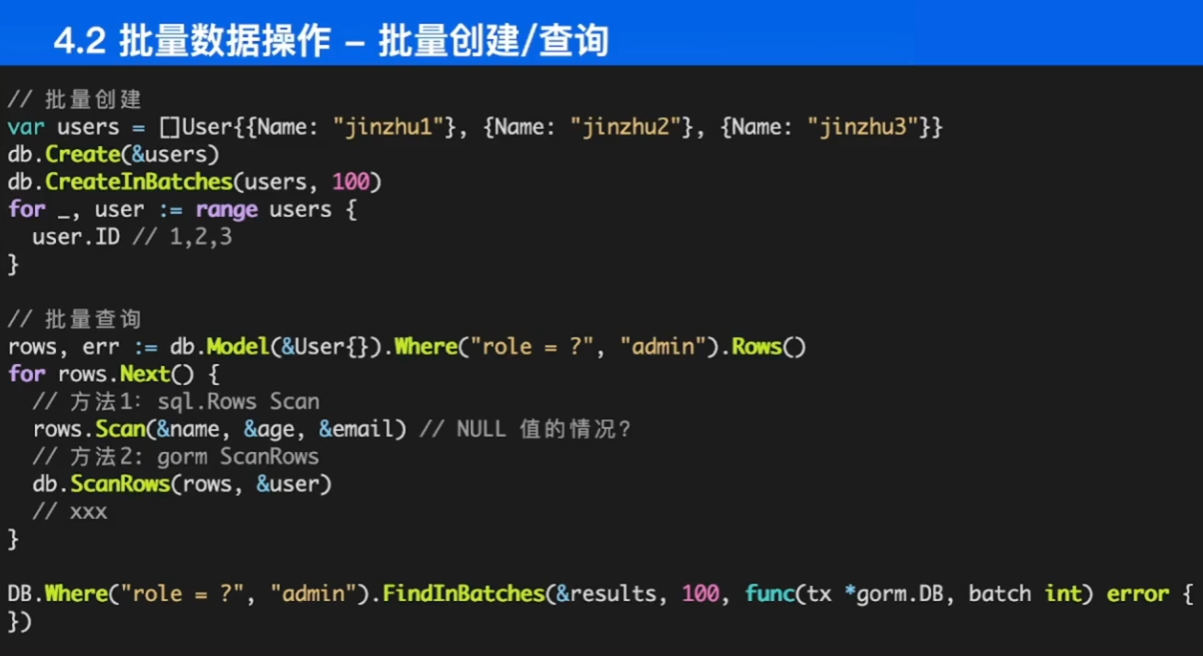 4.2 批量数据操作 – 批量创建/查询
// 批量创建
var users = []User{{Name: "jinzhu1"}, {Name: "jinzhu2"}, {Name: "jinzhu3"}}
db.Create(&users)
db.CreateInBatches(users, 100)
for _, user := range users {
  user.ID // 1,2,3
}
// 批量查询
rows, err := db.Model(&User{}).Where("role = ?", "admin").Rows()
for rows.Next() {
  // 方法1: sql.Rows Scan
  rows.Scan(&name, &age, &email) // NULL 值的情况?
  // 方法2: gorm ScanRows
  db.ScanRows(rows, &user)
  // xxx
}
DB.Where("role = ?", "admin").FindInBatches(&results, 100, func(tx *gorm.DB, batch int) error {
})